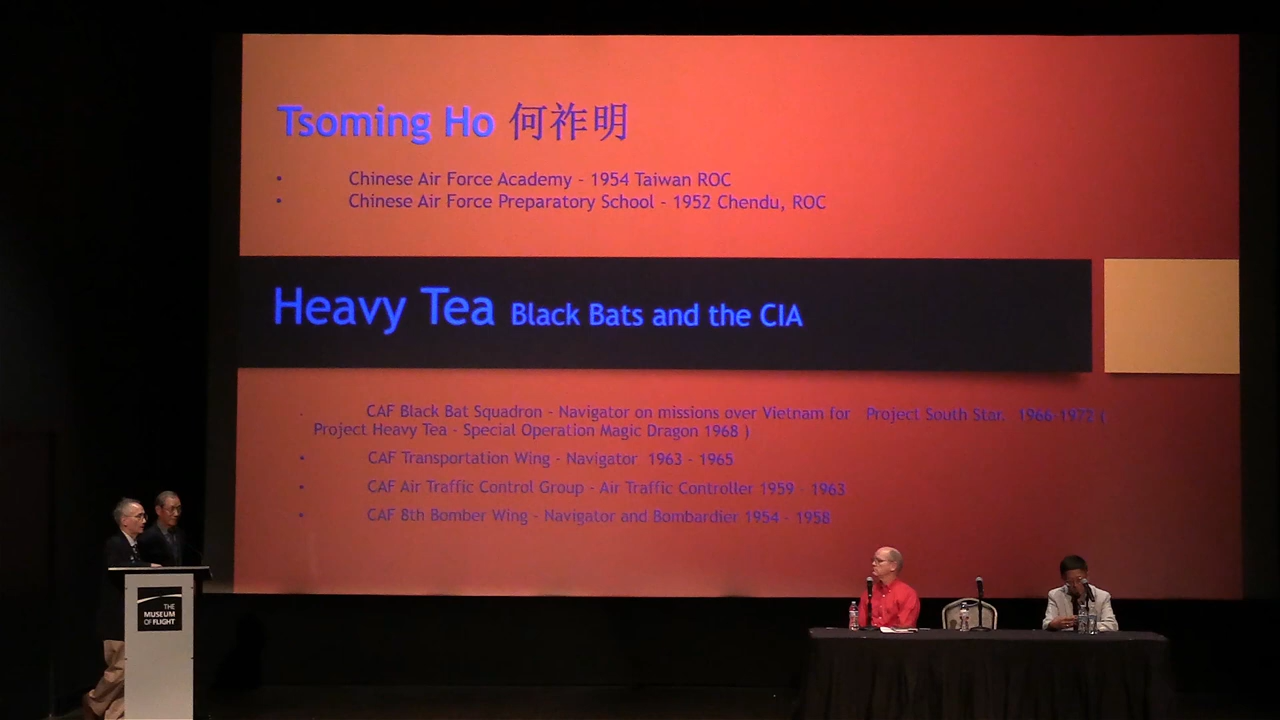 Tsoming Ho 何祚明
• Chinese Air Force Academy - 1954 Taiwan ROC
• Chinese Air Force Preparatory School - 1952 Chendu, ROC
Heavy Tea Black Bats and the CIA
• CAF Black Bat Squadron - Navigator on missions over Vietnam for Project South Star. 1966-1972 (
Project Heavy Tea - Special Operation Magic Dragon 1968 )
• CAF Transportation Wing - Navigator 1963 - 1965
• CAF Air Traffic Control Group - Air Traffic Controller 1959 - 1963
• CAF 8th Bomber Wing - Navigator and Bombardier 1954 - 1958
THE
MUSEUM
OF FLIGHT